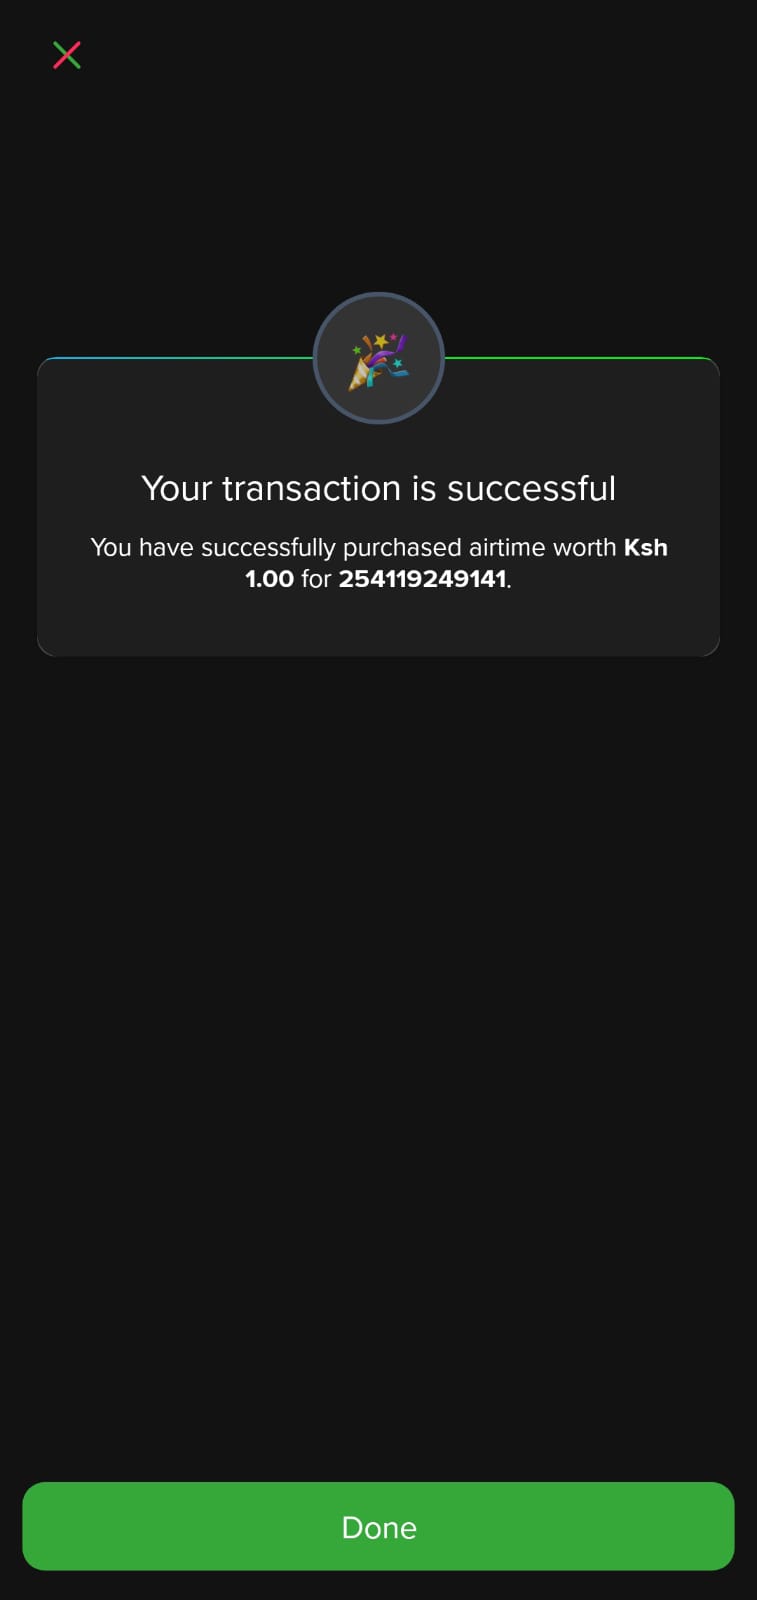 Your transaction is successful
You have successfully purchased airtime worth Ksh
1.00 for 254119249141.
Done